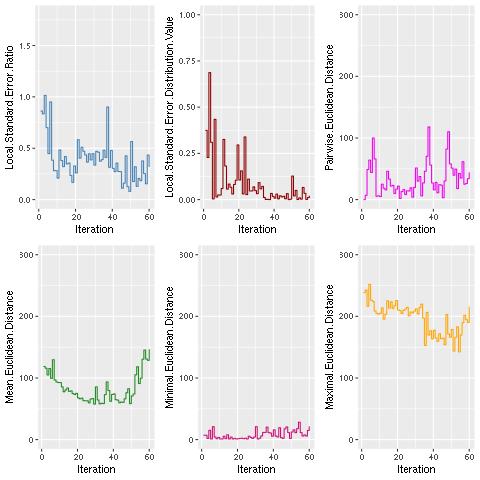 Local.Standard.Error.Ratio
1.5
1.0
0.5
0.0
0 20 40 60
Iteration
Local.Standard.Error.Distribution.Value
1.00
0.75
0.50
0.25
0.00
0 20 40 60
Iteration
Pairwise.Euclidean.Distance
300
200
100
0
0 20 40 60
Iteration
Mean.Euclidean.Distance
300
200
100
0
0 20 40 60
Iteration
Minimal.Euclidean.Distance
300
200
100
0
0 20 40 60
Iteration
Maximal.Euclidean.Distance
300
200
100
0
0 20 40 60
Iteration